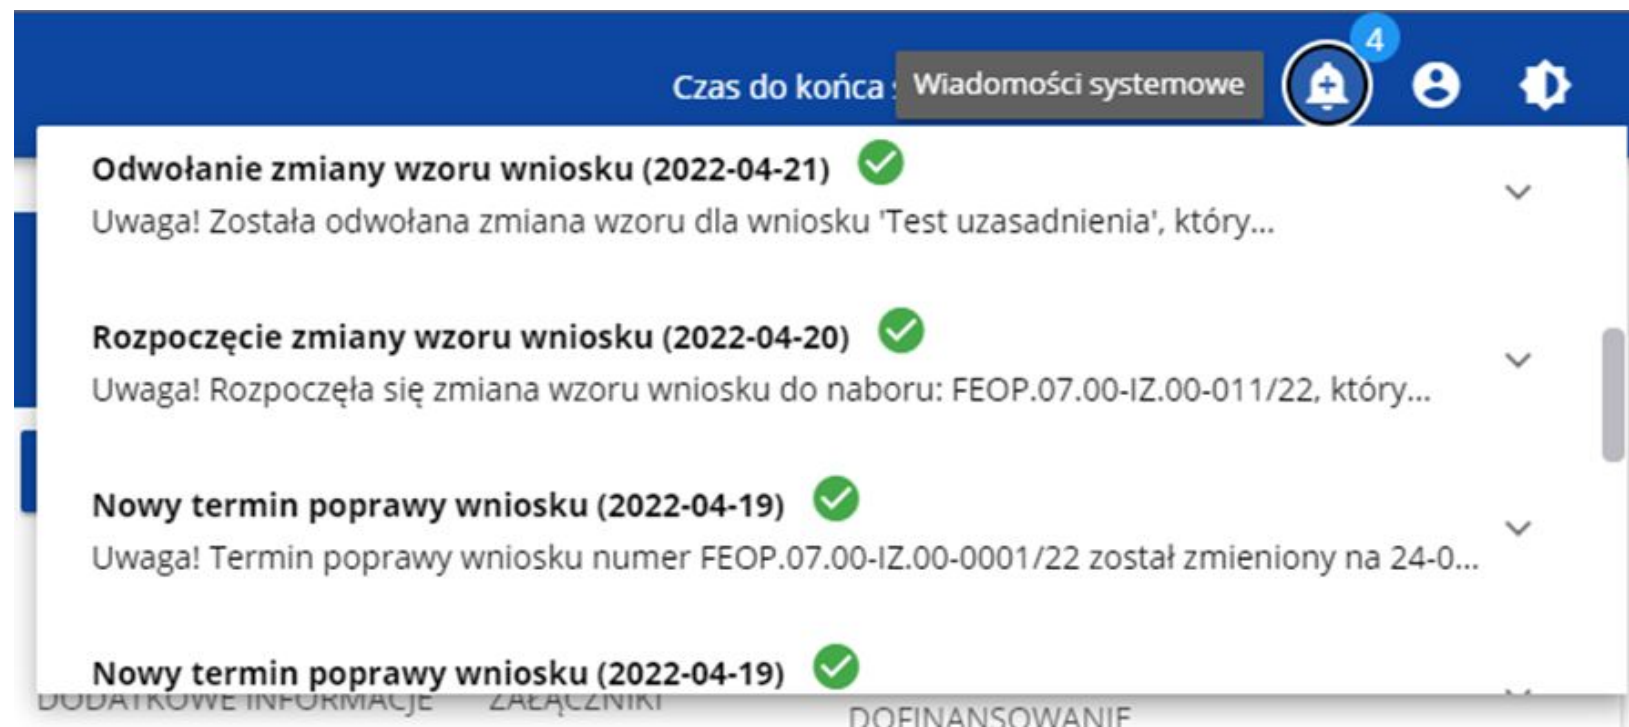 4
Czas do końca
Wiadomości systemowe
Odwołanie zmiany wzoru wniosku (2022-04-21)
Uwaga! Została odwołana zmiana wzoru dla wniosku 'Test uzasadnienia', który...
Rozpoczęcie zmiany wzoru wniosku (2022-04-20)
Uwaga! Rozpoczęła się zmiana wzoru wniosku do naboru: FEOP.07.00-IZ.00-011/22, który...
Nowy termin poprawy wniosku (2022-04-19)
Uwaga! Termin poprawy wniosku numer FEOP.07.00-IZ.00-0001/22 został zmieniony na 24-0...
Nowy termin poprawy wniosku (2022-04-19)
DODATKOWE INFORMACJE ZAŁĄCZNIKI
DOFINANSOWANIE